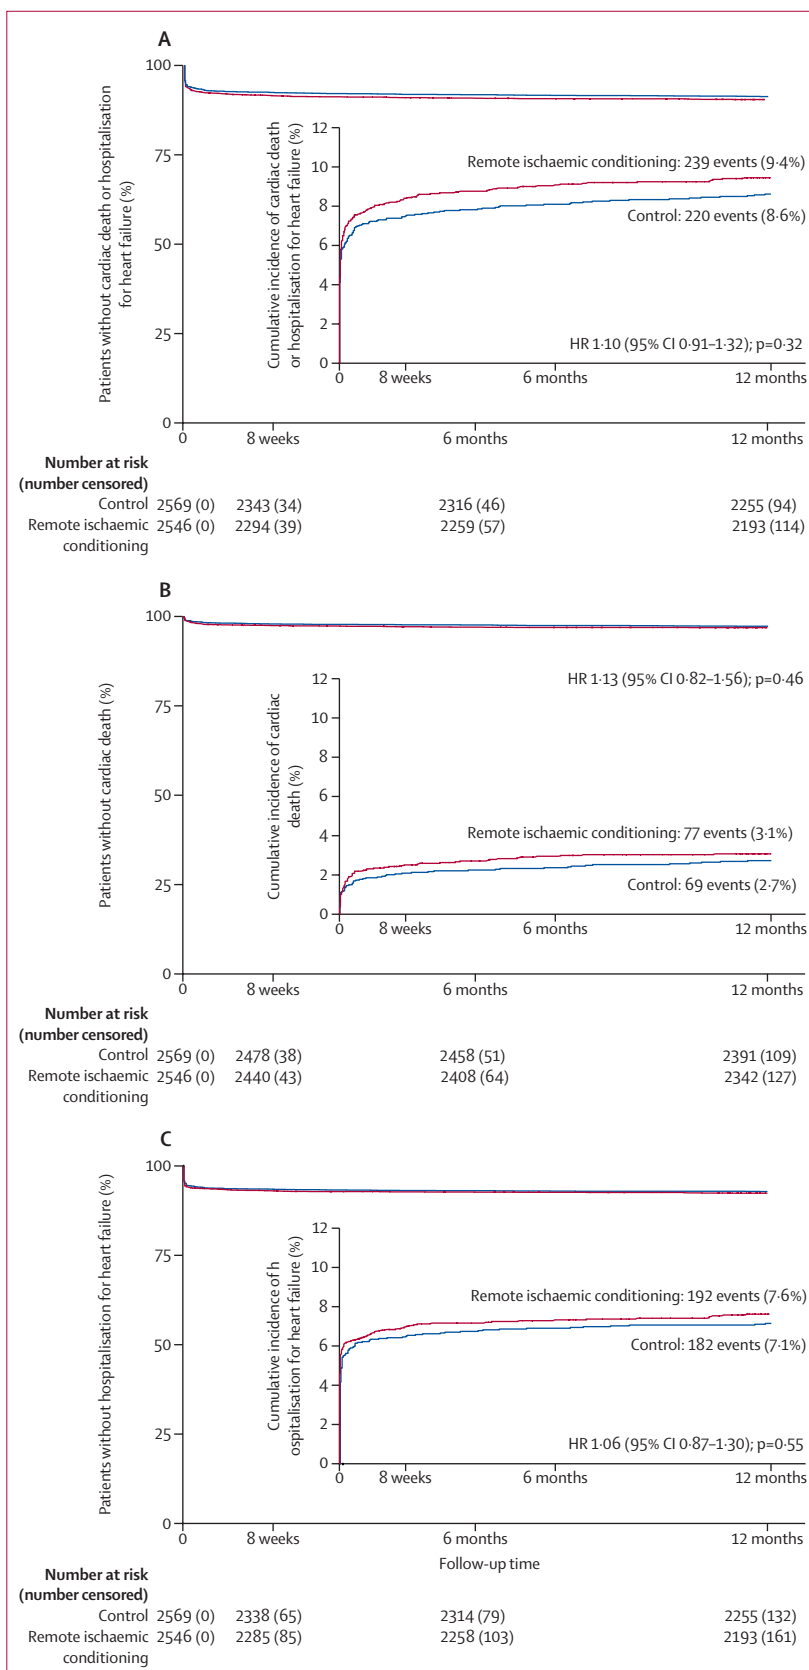 A
Patients without cardiac death or hospitalisation
for heart failure (%)
100
75
50
25
0
Cumulative incidence of cardiac death
or hospitalisation for heart failure (%)
12
10
8
6
4
2
0
Remote ischaemic conditioning: 239 events (9·4%)
Control: 220 events (8·6%)
HR 1·10 (95% CI 0·91–1·32); p=0·32
0 8 weeks 6 months 12 months
0 8 weeks 6 months 12 months
Number at risk
(number censored)
Control 2569 (0) 2343 (34) 2316 (46) 2255 (94)
Remote ischaemic 2546 (0) 2294 (39) 2259 (57) 2193 (114)
conditioning
B
Patients without cardiac death (%)
100
75
50
25
0
HR 1·13 (95% CI 0·82–1·56); p=0·46
Cumulative incidence of cardiac
death (%)
12
10
8
6
4
2
0
Remote ischaemic conditioning: 77 events (3·1%)
Control: 69 events (2·7%)
0 8 weeks 6 months 12 months
0 8 weeks 6 months 12 months
Number at risk
(number censored)
Control 2569 (0) 2478 (38) 2458 (51) 2391 (109)
Remote ischaemic 2546 (0) 2440 (43) 2408 (64) 2342 (127)
conditioning
C
Patients without hospitalisation for heart failure (%)
100
75
50
25
0
Cumulative incidence of h
ospitalisation for heart failure (%)
12
10
8
6
4
2
0
Remote ischaemic conditioning: 192 events (7·6%)
Control: 182 events (7·1%)
HR 1·06 (95% CI 0·87–1·30); p=0·55
0 8 weeks 6 months 12 months
0 8 weeks 6 months 12 months
Follow-up time
Number at risk
(number censored)
Control 2569 (0) 2338 (65) 2314 (79) 2255 (132)
Remote ischaemic 2546 (0) 2285 (85) 2258 (103) 2193 (161)
conditioning